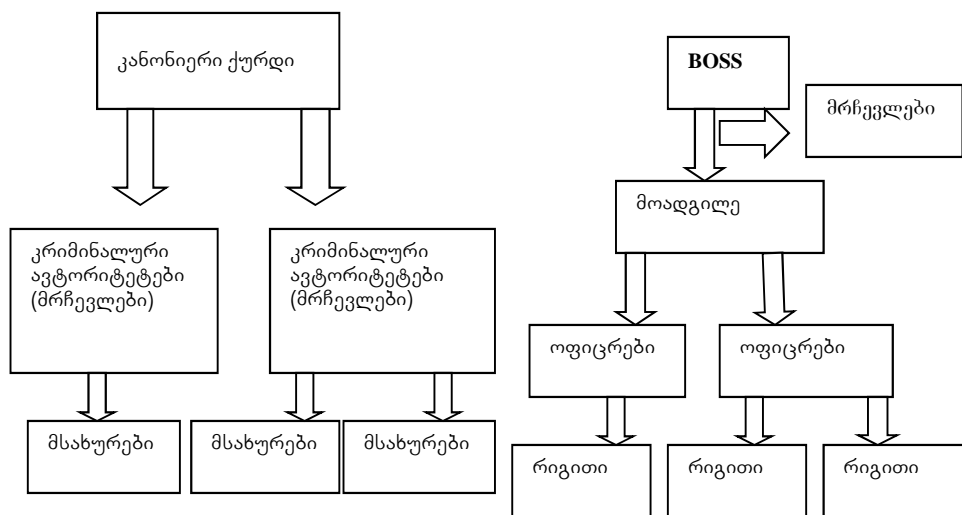 კანონიერი ქურდი
კრიმინალური
ავტორიტეტები
(მრჩევლები)
კრიმინალური
ავტორიტეტები
(მრჩევლები)
მსახურები
მსახურები
მსახურები
BOSS
მრჩევლები
მოადგილე
ოფიცრები
ოფიცრები
რიგითი
რიგითი
რიგითი